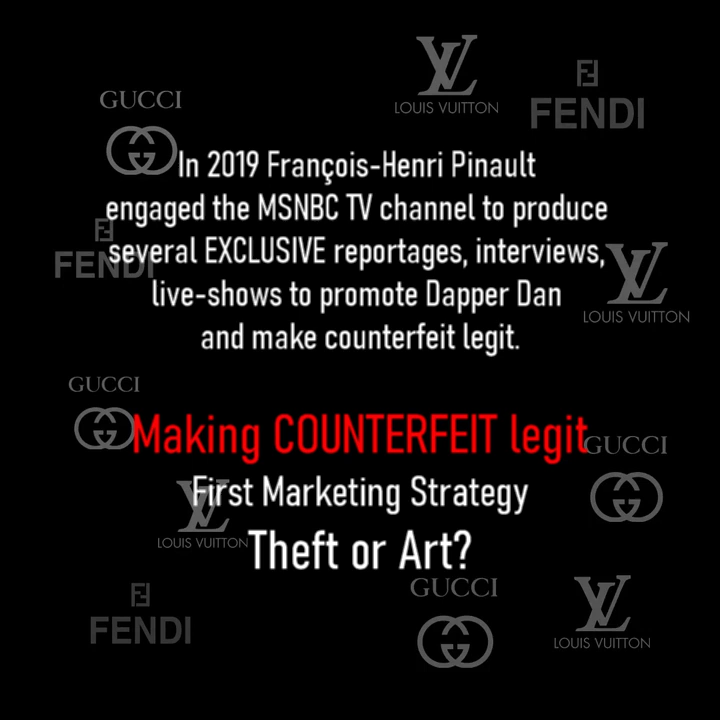 LOUIS VUITTON
FENDI
GUCCI
In 2019 François-Henri Pinault
engaged the MSNBC TV channel to produce
several EXCLUSIVE reportages, interviews,
FENDI
live-shows to promote Dapper Dan
LOUIS VUITTON
and make counterfeit legit.
GUCCI
Making COUNTERFEIT legit
GUCCI
First Marketing Strategy
LOUIS VUITTON
Theft or Art?
GUCCI
FENDI
LOUIS VUITTON